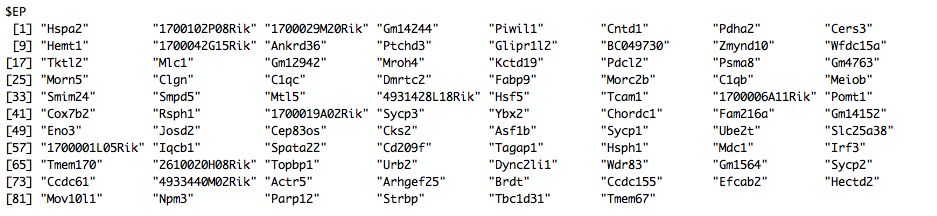 $EP
[1] "Hspa2" "1700102P08Rik" "1700029M20Rik" "Gm14244" "Piwil1" "Cntd1" "Pdha2" "Cers3"
[9] "Hemt1" "1700042G15Rik" "Ankrd36" "Ptchd3" "Glipr1l2" "BC049730" "Zmynd10" "Wfdc15a"
[17] "Tktl2" "Mlc1" "Gm12942" "Mroh4" "Kctd19" "Pdcl2" "Psma8" "Gm4763"
[25] "Morn5" "Clgn" "C1qc" "Dmrtc2" "Fabp9" "Morc2b" "C1qb" "Meiob"
[33] "Smim24" "Smpd5" "Mtl5" "4931428L18Rik" "Hsf5" "Tcam1" "1700006A11Rik" "Pomt1"
[41] "Cox7b2" "Rsph1" "1700019A02Rik" "Sycp3" "Ybx2" "Chordc1" "Fam216a" "Gm14152"
[49] "Eno3" "Josd2" "Cep83os" "Cks2" "Asf1b" "Sycp1" "Ube2t" "Slc25a38"
[57] "1700001L05Rik" "Iqcb1" "Spata22" "Cd209f" "Tagap1" "Hsph1" "Mdc1" "Irf3"
[65] "Tmem170" "2610020H08Rik" "Topbp1" "Urb2" "Dync2li1" "Wdr83" "Gm1564" "Sycp2"
[73] "Ccdc61" "4933440M02Rik" "Actr5" "Arhgef25" "Brdt" "Ccdc155" "Efcab2" "Hectd2"
[81] "Mov10l1" "Npm3" "Parp12" "Strbp" "Tbc1d31" "Tmem67"